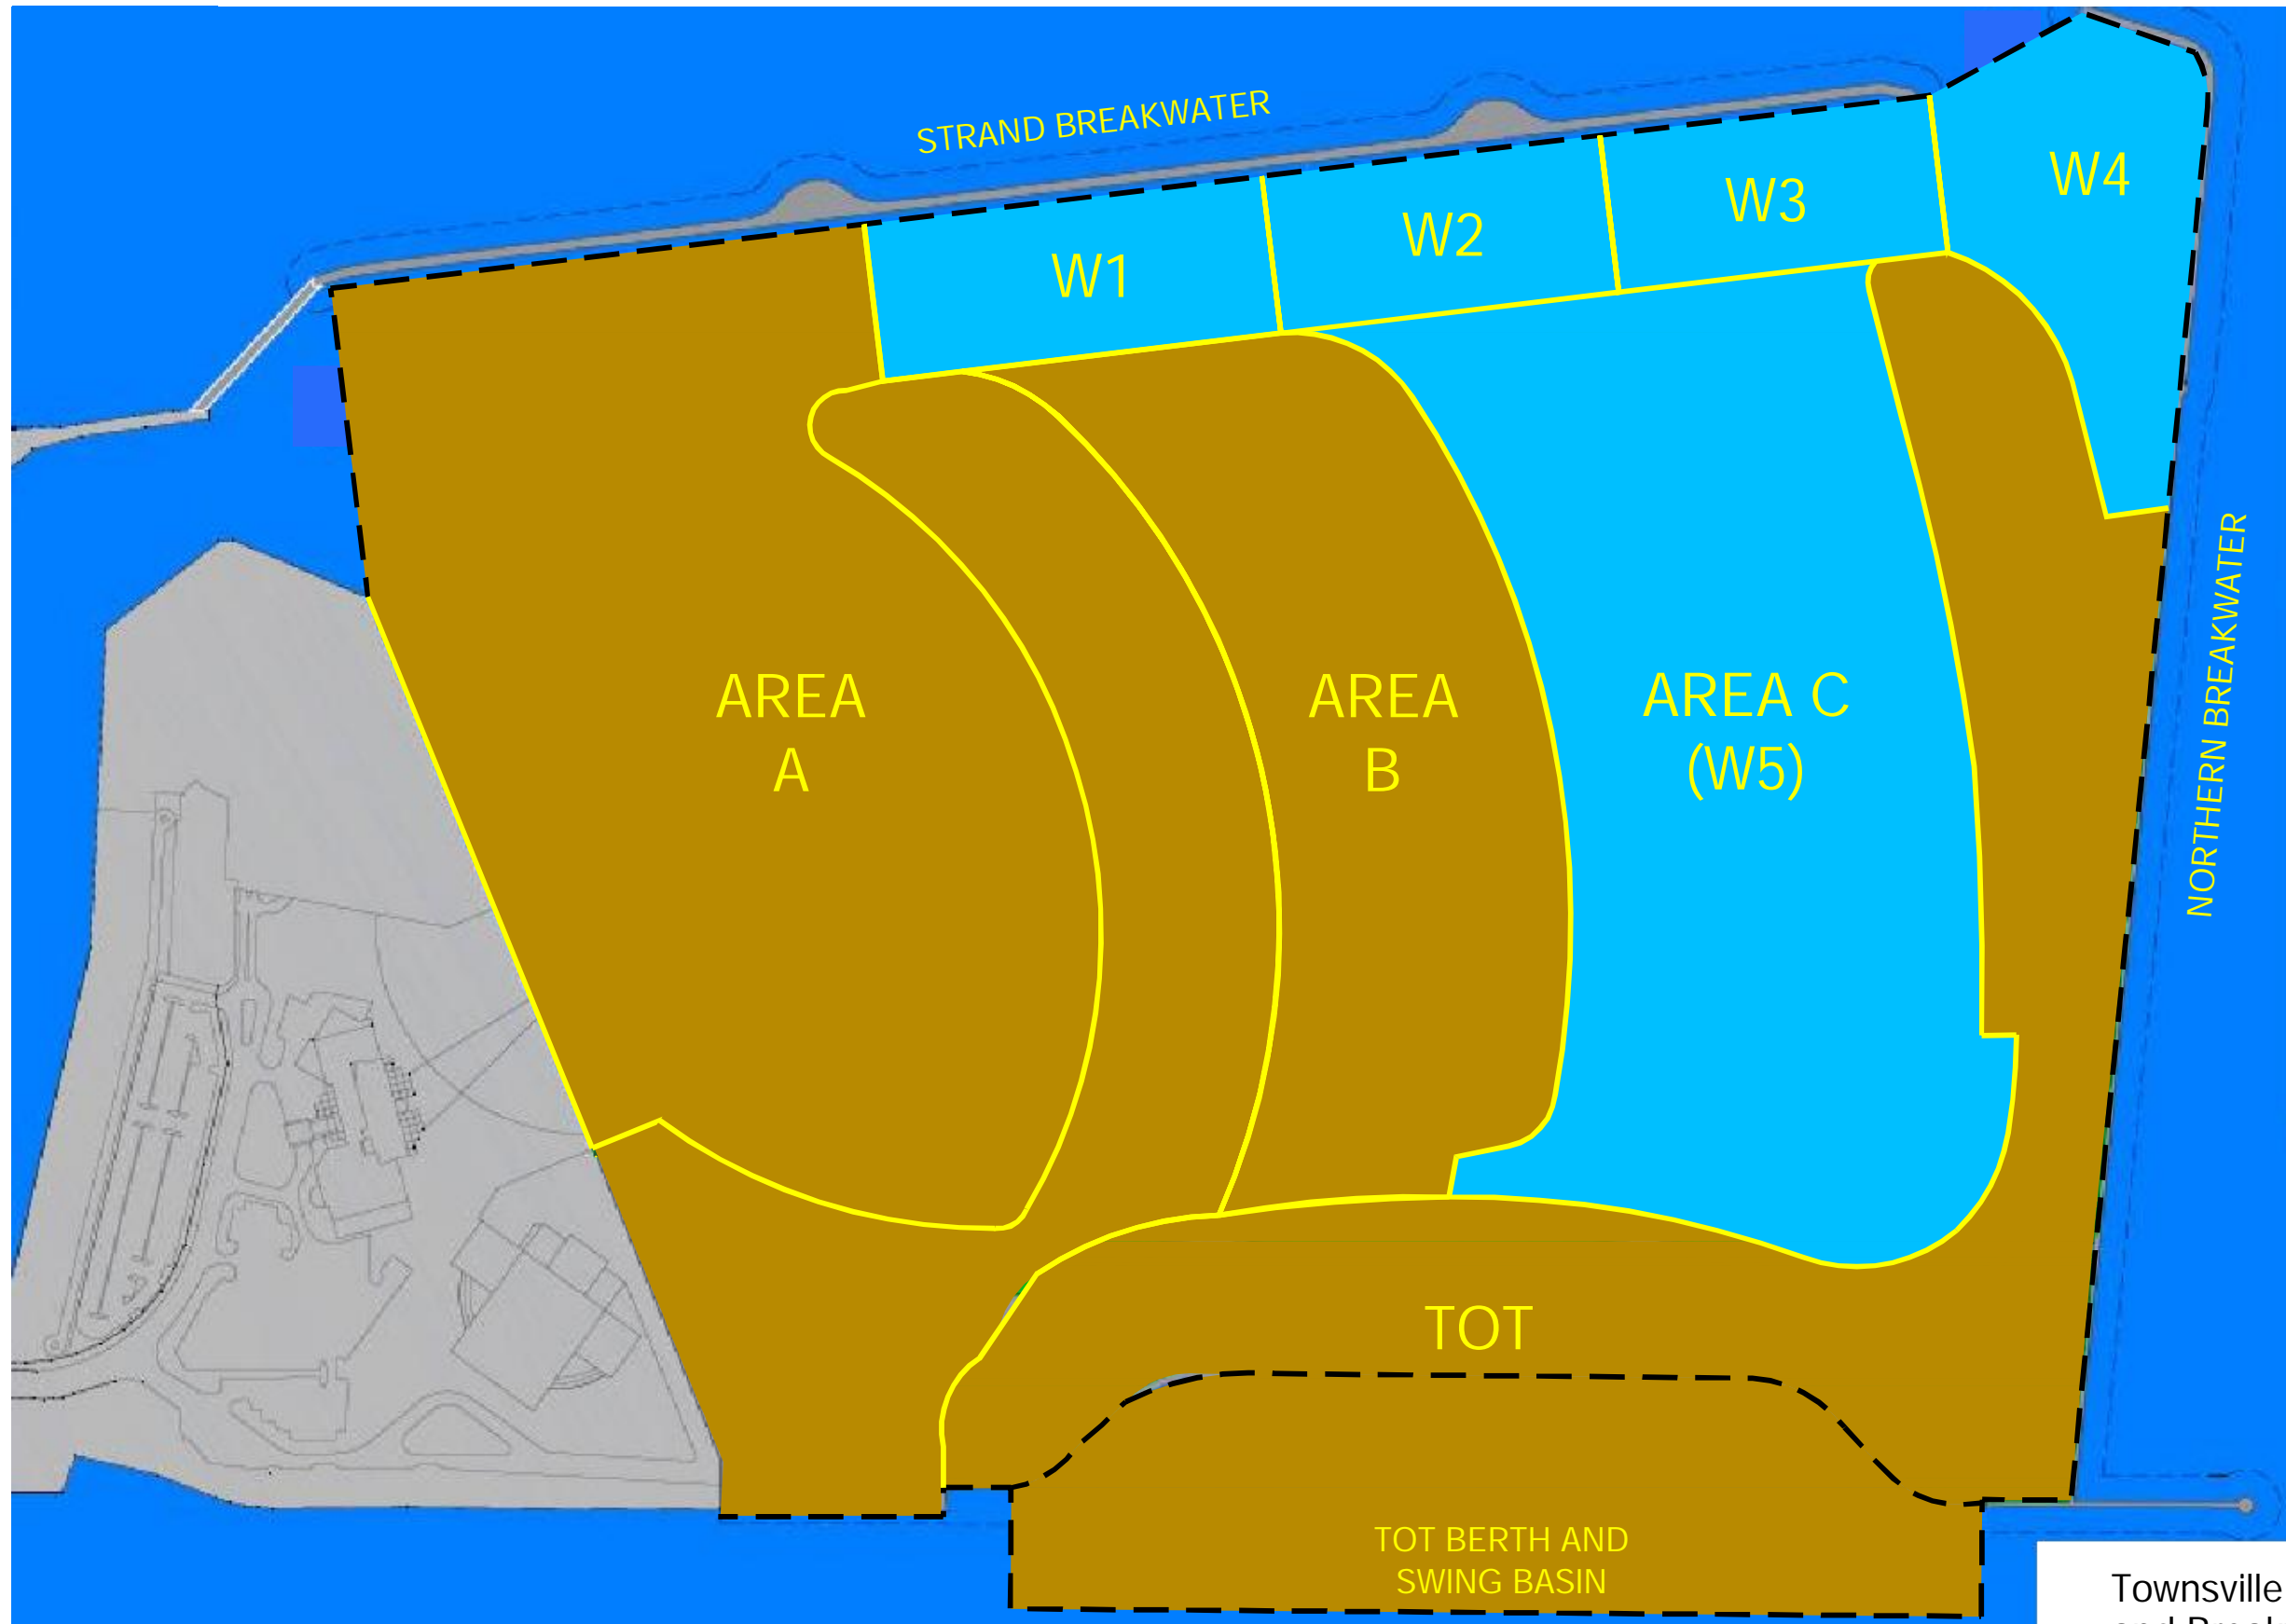 STRAND BREAKWATER
W4
W3
W2
W1
NORTHERN BREAKWATER
AREA
A
AREA
B
AREA C
(W5)
TOT
TOT BERTH AND
SWING BASIN
Townsville